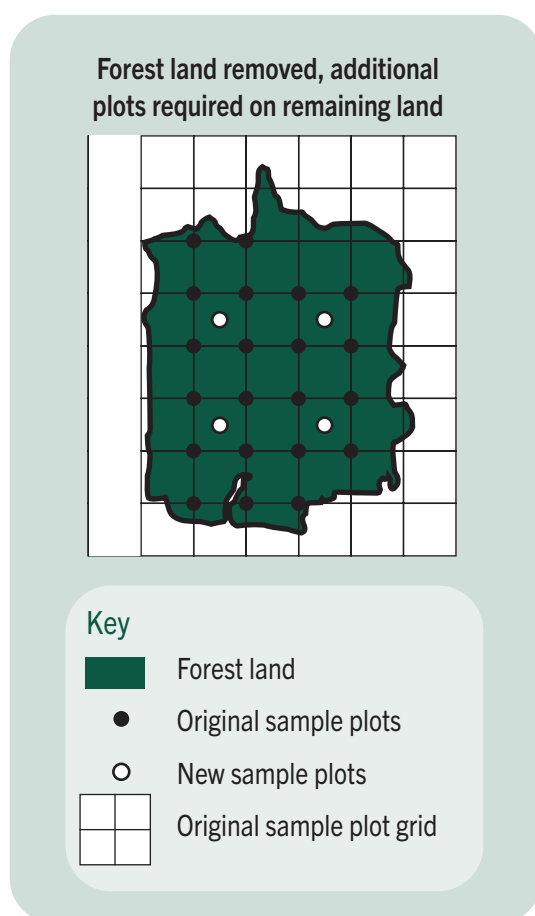 Forest land removed, additional
plots required on remaining land
Key
Forest land
Original sample plots
New sample plots
Original sample plot grid